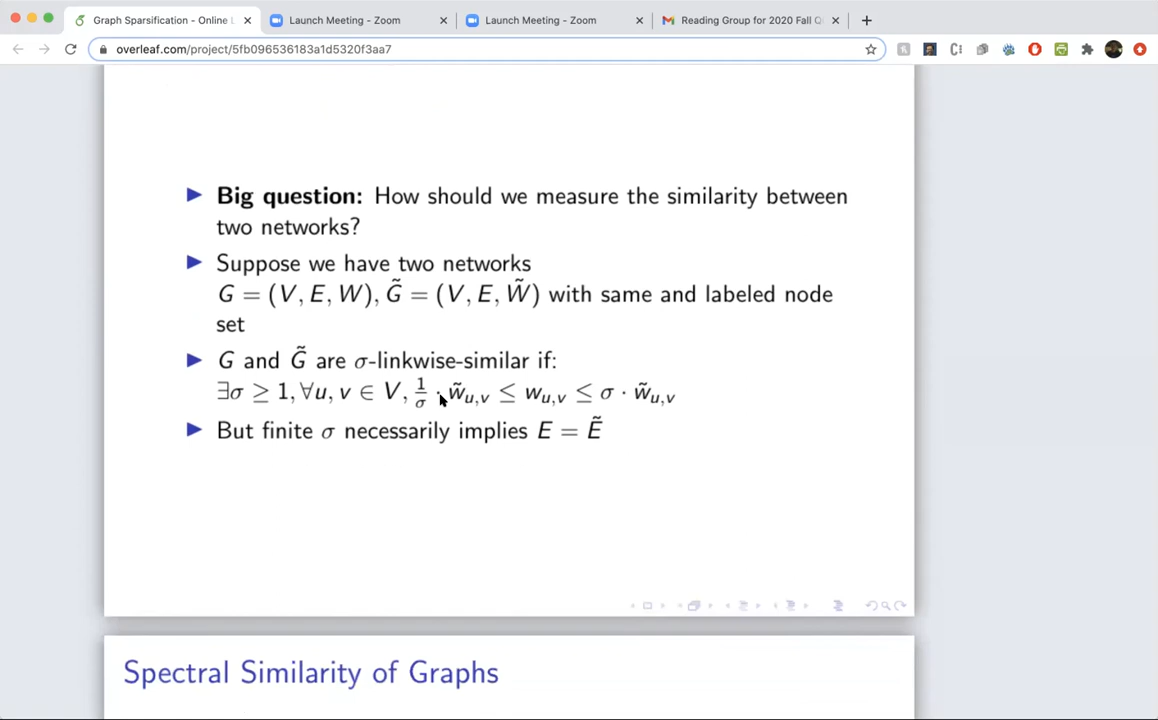 Graph Sparsification - Online L
Launch Meeting - Zoom
Launch Meeting - Zoom
Reading Group for 2020 Fall Q
overleaf.com/project/5fb096536183a1d5320f3aa7
▶ Big question: How should we measure the similarity between
two networks?
▶ Suppose we have two networks
G = (V, E, W), G̃ = (V, E, W̃) with same and labeled node
set
▶ G and G̃ are σ-linkwise-similar if:
∃σ ≥ 1, ∀u, v ∈ V, 1/σ · w̃u,v ≤ wu,v ≤ σ · w̃u,v
▶ But finite σ necessarily implies E = Ẽ
Spectral Similarity of Graphs